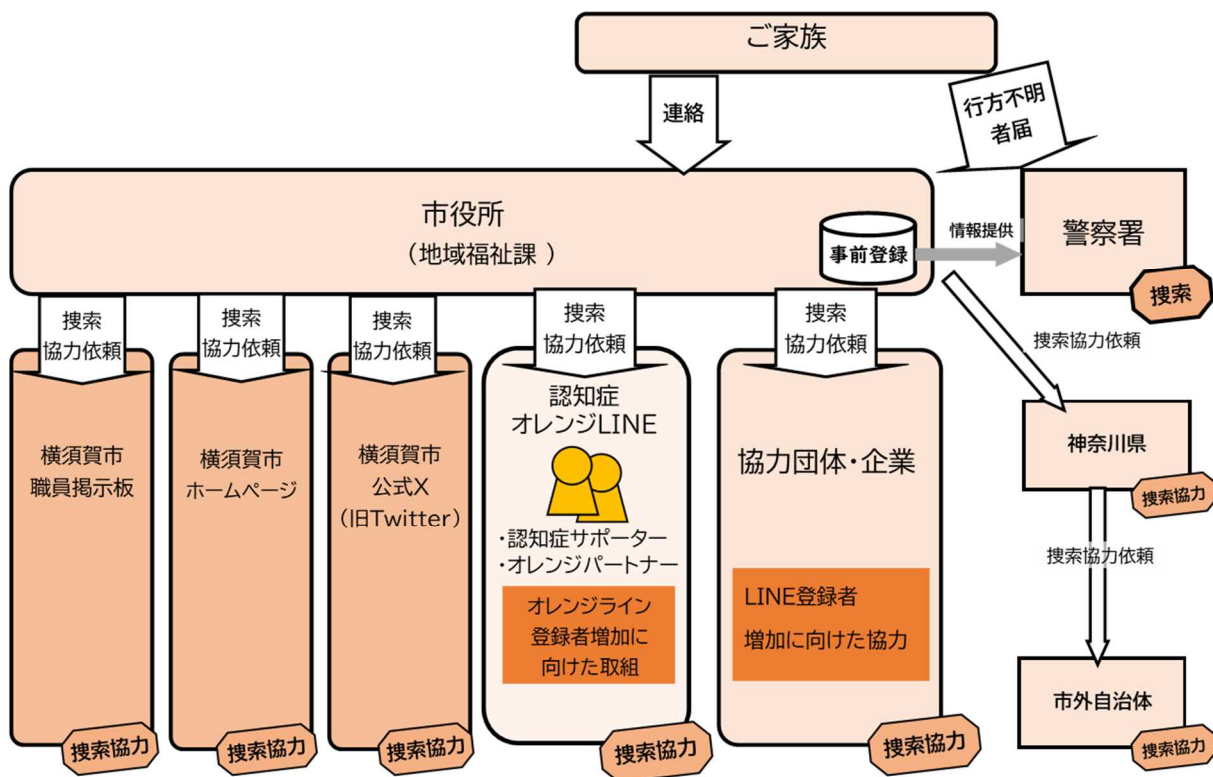 ご家族
連絡
行方不明
者届
市役所
(地域福祉課 )
事前登録
情報提供
警察署
捜索
捜索
協力依頼
捜索
協力依頼
捜索
協力依頼
捜索
協力依頼
捜索
協力依頼
捜索協力依頼
横須賀市
職員掲示板
捜索協力
横須賀市
ホームページ
捜索協力
横須賀市
公式X
(旧Twitter)
捜索協力
認知症
オレンジLINE
・認知症サポーター
・オレンジパートナー
オレンジライン
登録者増加に
向けた取組
捜索協力
協力団体・企業
LINE登録者
増加に向けた協力
捜索協力
神奈川県
捜索協力
捜索協力依頼
市外自治体
捜索協力